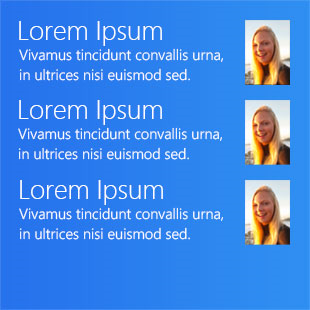 Lorem Ipsum
Vivamus tincidunt convallis urna,
in ultrices nisi euismod sed.
Lorem Ipsum
Vivamus tincidunt convallis urna,
in ultrices nisi euismod sed.
Lorem Ipsum
Vivamus tincidunt convallis urna,
in ultrices nisi euismod sed.